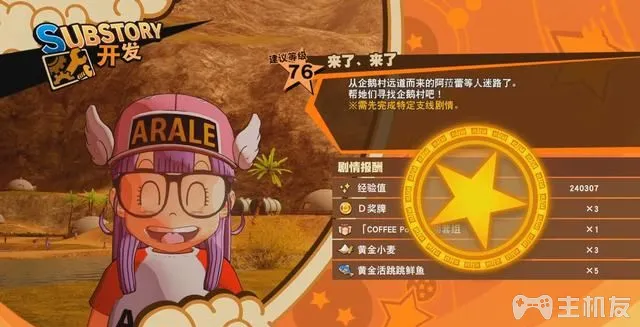 SUBSTORY
开发
ARALE
建议等级
76
来了、来了
从企鹅村远道而来的阿菈蕾等人迷路了。
帮她们寻找企鹅村吧！
※需先完成特定支线剧情。
剧情报酬
经验值 240307
D奖牌 ×3
「COFFEE Po 套组 ×1
黄金小麦 ×3
黄金活跳跳鲜鱼 ×5
主机友